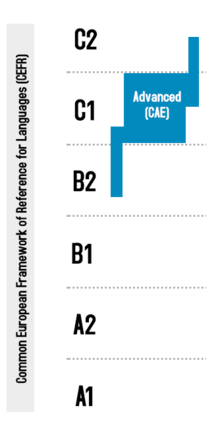 Common European Framework of Reference for Languages (CEFR)
C2
C1
Advanced
(CAE)
B2
B1
A2
A1